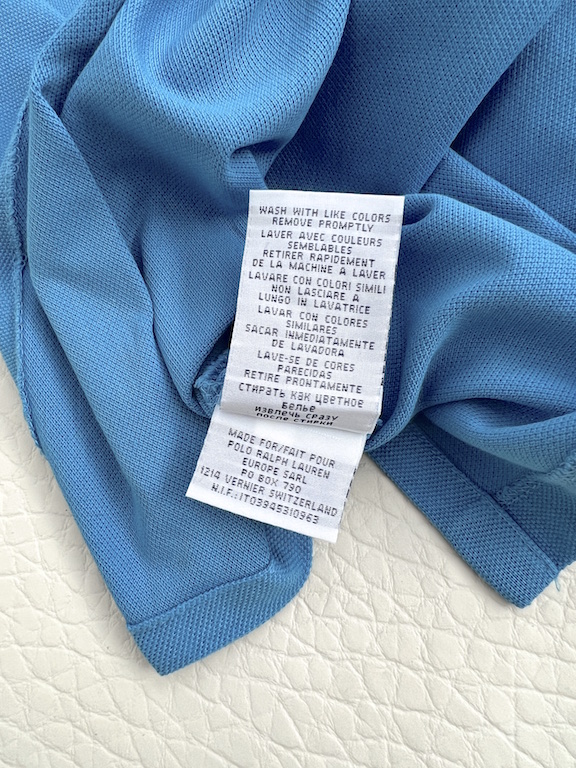 WASH WITH LIKE COLORS
REMOVE PROMPTLY
LAVER AVEC COULEURS
SEMBLABLES
RETIRER RAPIDEMENT
DE LA MACHINE A LAVER
LAVARE CON COLORI SIMILI
NON LASCIARE A
LUNGO IN LAVATRICE
LAVAR CON COLORES
SIMILARES
SACAR INMEDIATAMENTE
DE LAVADORA
LAVE-SE DE CORES
PARECIDAS
RETIRE PRONTAMENTE
СТИРАТЬ КАК ЦВЕТНОЕ
БЕЛЬЕ
ИЗВЛЕЧЬ СРАЗУ
ПОСЛЕ СТИРКИ
MADE FOR/FAIT POUR
POLO RALPH LAUREN
EUROPE SARL
PO BOX 790
1214 VERNIER SWITZERLAND
N.I.F.:IT03945310963